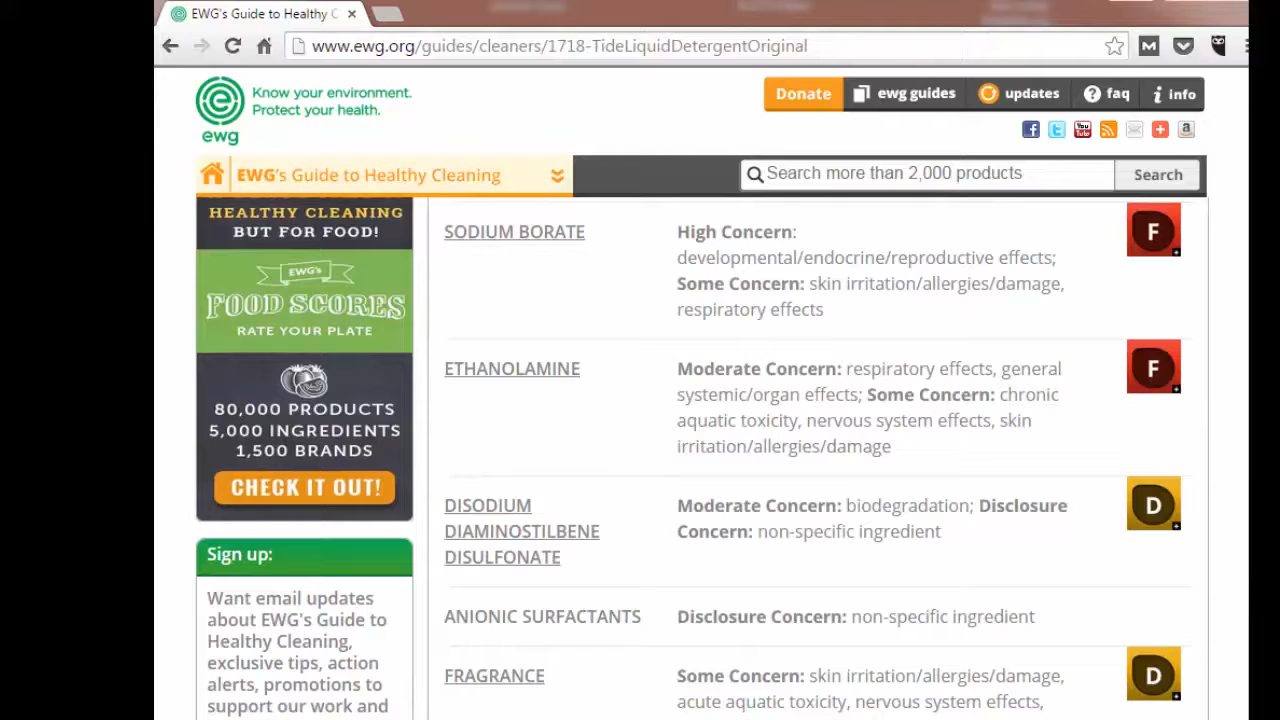 EWG's Guide to Healthy C
www.ewg.org/guides/cleaners/1718-TideLiquidDetergentOriginal
Know your environment.
Protect your health.
ewg
Donate
ewg guides
updates
faq
info
EWG's Guide to Healthy Cleaning
Search more than 2,000 products
Search
HEALTHY CLEANING
BUT FOR FOOD!
EWG's
FOOD SCORES
RATE YOUR PLATE
80,000 PRODUCTS
5,000 INGREDIENTS
1,500 BRANDS
CHECK IT OUT!
Sign up:
Want email updates
about EWG's Guide to
Healthy Cleaning,
exclusive tips, action
alerts, promotions to
support our work and
SODIUM BORATE
High Concern:
developmental/endocrine/reproductive effects;
Some Concern: skin irritation/allergies/damage,
respiratory effects
F
ETHANOLAMINE
Moderate Concern: respiratory effects, general
systemic/organ effects; Some Concern: chronic
aquatic toxicity, nervous system effects, skin
irritation/allergies/damage
F
DISODIUM
DIAMINOSTILBENE
DISULFONATE
Moderate Concern: biodegradation; Disclosure
Concern: non-specific ingredient
D
ANIONIC SURFACTANTS
Disclosure Concern: non-specific ingredient
FRAGRANCE
Some Concern: skin irritation/allergies/damage,
acute aquatic toxicity, nervous system effects,
D